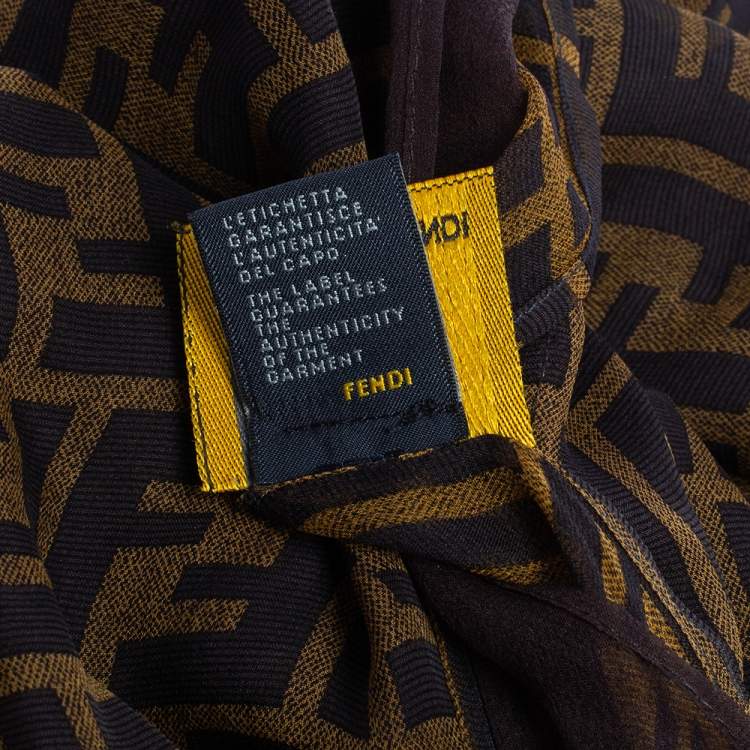 L'ETICHETTA
GARANTISCE
L'AUTENTICITA'
DEL CAPO
THE LABEL
GUARANTEES
THE
AUTHENTICITY
OF THE
GARMENT
FENDI
NDI